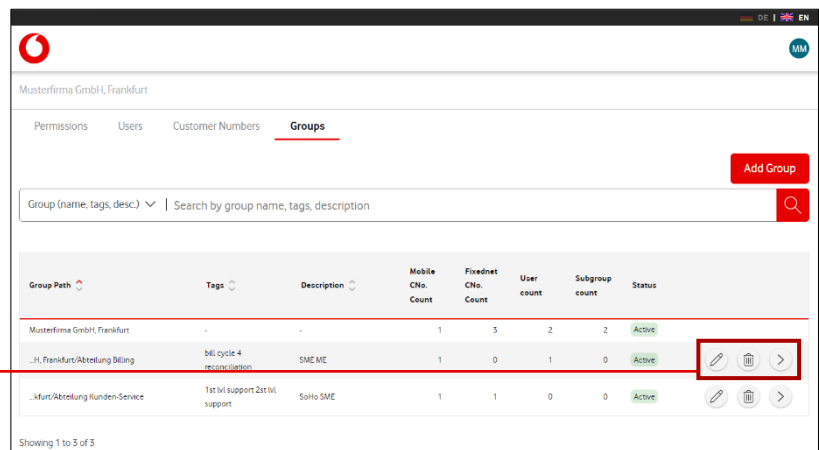 DE | EN
MM
Musterfirma GmbH, Frankfurt
Permissions Users Customer Numbers Groups
Add Group
Group (name, tags, desc.) | Search by group name, tags, description
Group Path Tags Description Mobile CNo. Count Fixednet CNo. Count User count Subgroup count Status
Musterfirma GmbH, Frankfurt - - 1 3 2 2 Active
...H, Frankfurt/Abteilung Billing bill cycle 4 reconciliation SME ME 1 0 1 0 Active
...kfurt/Abteilung Kunden-Service 1st lvl support 2st lvl support SoHo SME 1 1 0 0 Active
Showing 1 to 3 of 3